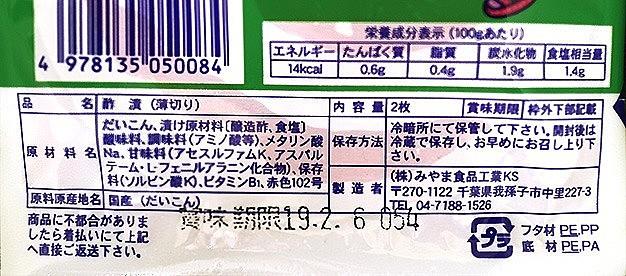 4 978135 050084
栄養成分表示 (100gあたり)
エネルギー たんぱく質 脂質 炭水化物 食塩相当量
14kcal 0.6g 0.4g 1.9g 1.4g
品名 酢漬(薄切り)
内容量 2枚 賞味期限 枠外下部記載
原材料名 だいこん、漬け原材料〔醸造酢、食塩〕
酸味料、調味料(アミノ酸等)、メタリン酸
Na、甘味料(アセスルファムK、アスパル
テーム・L-フェニルアラニン化合物)、保存
料(ソルビン酸K)、ビタミンB₁、赤色102号
保存方法 冷暗所にて保管して下さい。開封後は
冷蔵で保存し、お早めにお召し上り下
さい。
原料原産地名 国産(だいこん)
製造者 (株)みやま食品工業KS
〒270-1122 千葉県我孫子市中里227-3
TEL 04-7188-1526
商品に不都合がありま
したら着払いにて上記
へ直接ご返送下さい。
賞味期限19.2.6 054
プラ
フタ材 PE,PP
底材 PE,PA